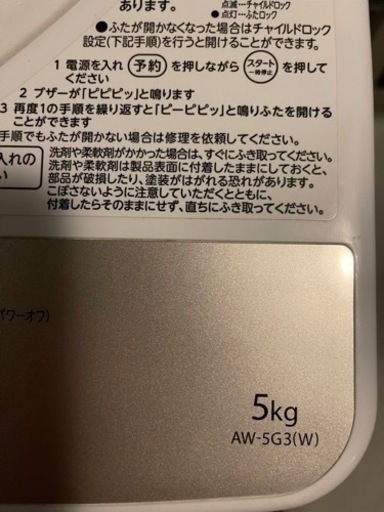 あります。
点滅…チャイルドロック
●点灯…ふたロック
●ふたが開かなくなった場合はチャイルドロック
設定(下記手順)を行うと開けることができます。
1 電源を入れ 予約 を押しながら スタート 一時停止 を押して
ください
2 ブザーが「ピピピッ」と鳴ります
3 再度1の手順を繰り返すと「ピーピピッ」と鳴りふたを開ける
ことができます
手順でもふたが開かない場合は修理を依頼してください。
入れの
い
洗剤や柔軟剤がかかった場合は、すぐにふき取ってください。
洗剤や柔軟剤は製品表面に付着したままにしておくと、
部品が破損したり、塗装がはがれる恐れがあります。
こぼさないように注意していただくとともに、
付着したらそのままにせず、直ちにふき取ってください。
パワーオフ)
5kg
AW-5G3(W)